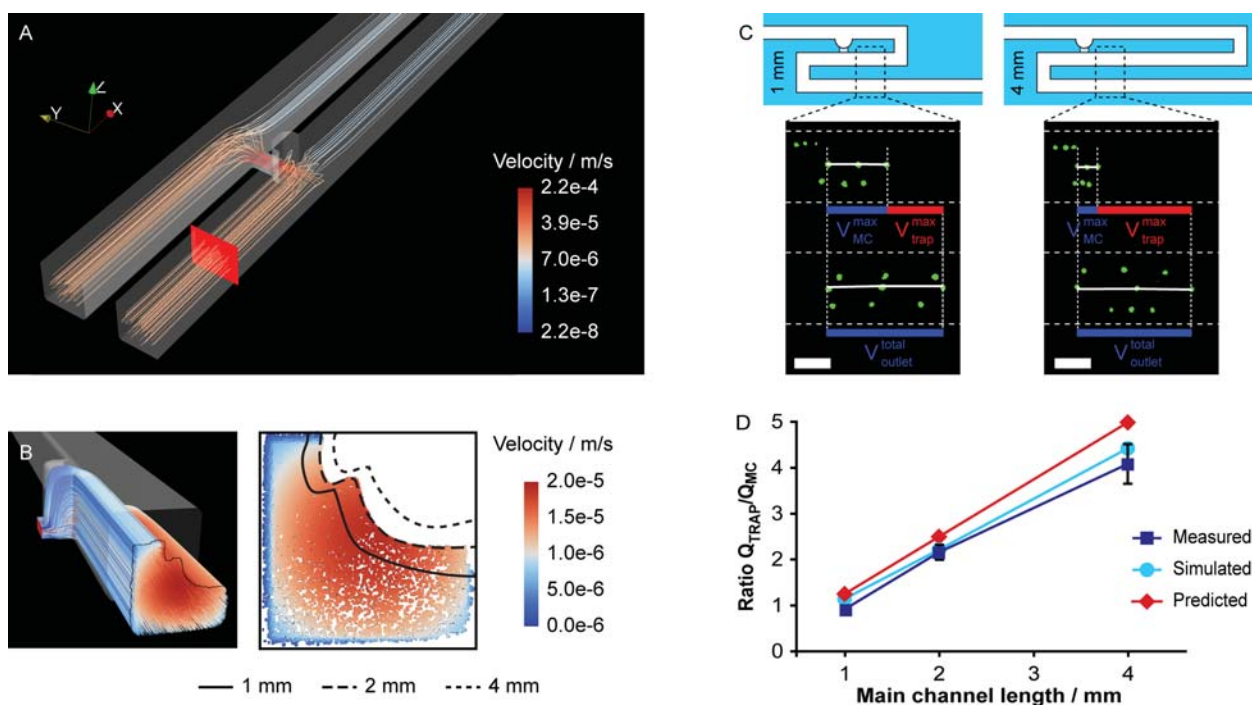 A
Y
Z
X
Velocity / m/s
2.2e-4
3.9e-5
7.0e-6
1.3e-7
2.2e-8
B
Velocity / m/s
2.0e-5
1.5e-5
1.0e-6
5.0e-6
0.0e-6
1 mm
2 mm
4 mm
C
1 mm
4 mm
V max MC
V max trap
V total outlet
V max MC
V max trap
V total outlet
D
Ratio Q_TRAP/Q_MC
5
4
3
2
1
0
1
2
3
4
Main channel length / mm
Measured
Simulated
Predicted